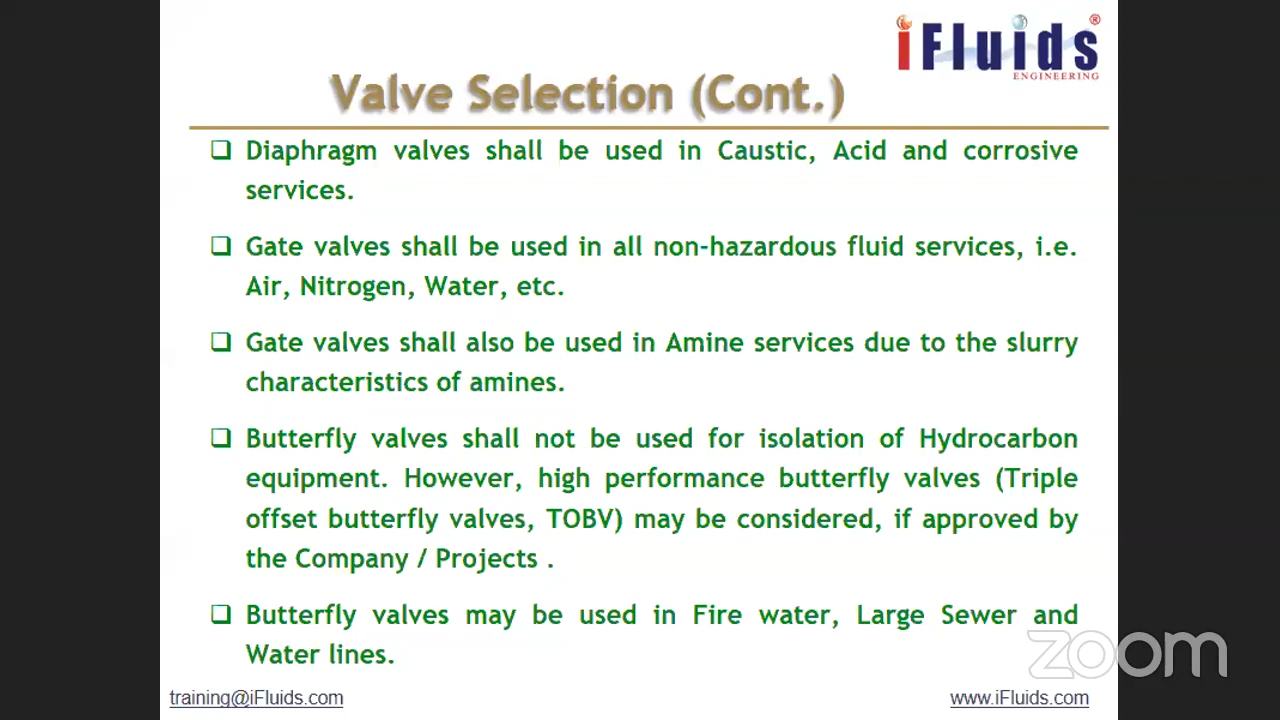 iFluids®
ENGINEERING
Valve Selection (Cont.)
❑ Diaphragm valves shall be used in Caustic, Acid and corrosive
services.
❑ Gate valves shall be used in all non-hazardous fluid services, i.e.
Air, Nitrogen, Water, etc.
❑ Gate valves shall also be used in Amine services due to the slurry
characteristics of amines.
❑ Butterfly valves shall not be used for isolation of Hydrocarbon
equipment. However, high performance butterfly valves (Triple
offset butterfly valves, TOBV) may be considered, if approved by
the Company / Projects .
❑ Butterfly valves may be used in Fire water, Large Sewer and
Water lines.
zoom
training@iFluids.com www.iFluids.com